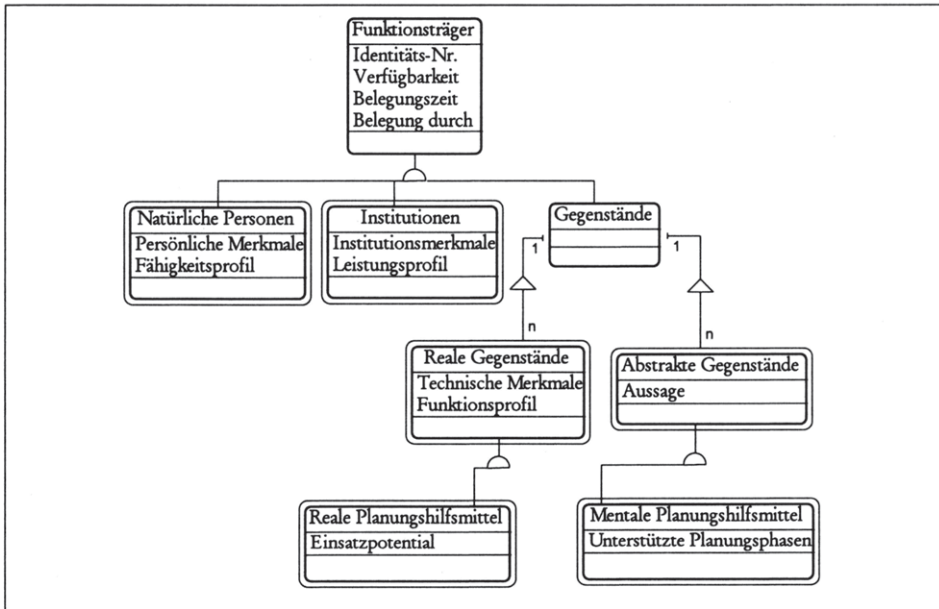 Funktionsträger
Identitäts-Nr.
Verfügbarkeit
Belegungszeit
Belegung durch
Natürliche Personen
Persönliche Merkmale
Fähigkeitsprofil
Institutionen
Institutionsmerkmale
Leistungsprofil
Gegenstände
1
1
n
n
Reale Gegenstände
Technische Merkmale
Funktionsprofil
Abstrakte Gegenstände
Aussage
Reale Planungshilfsmittel
Einsatzpotential
Mentale Planungshilfsmittel
Unterstützte Planungsphasen